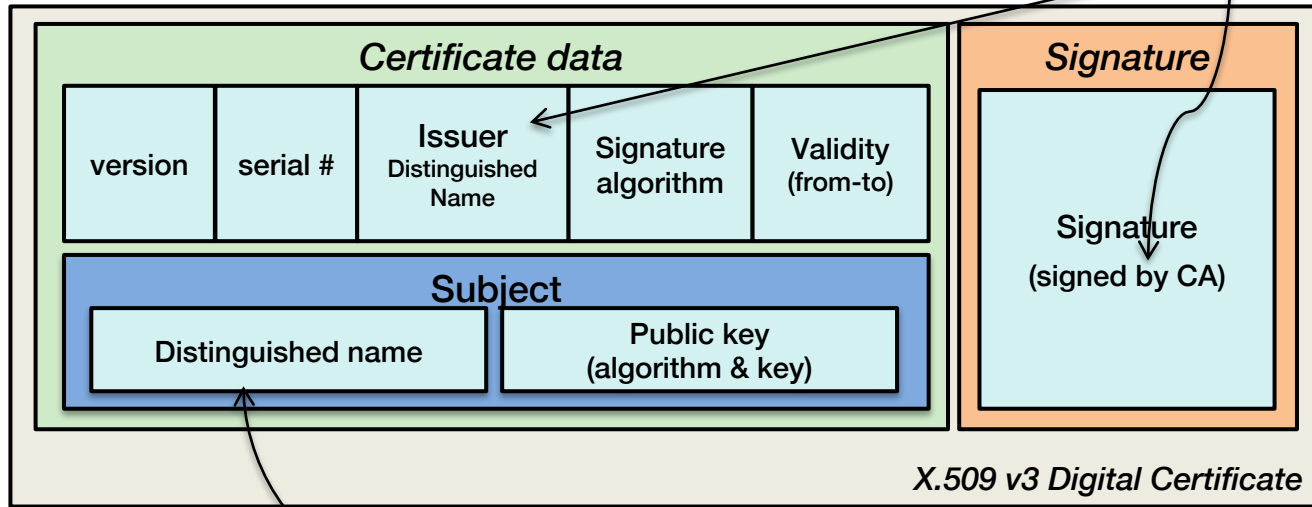 Certificate data
version
serial #
Issuer
Distinguished
Name
Signature
algorithm
Validity
(from-to)
Subject
Distinguished name
Public key
(algorithm & key)
Signature
Signature
(signed by CA)
X.509 v3 Digital Certificate